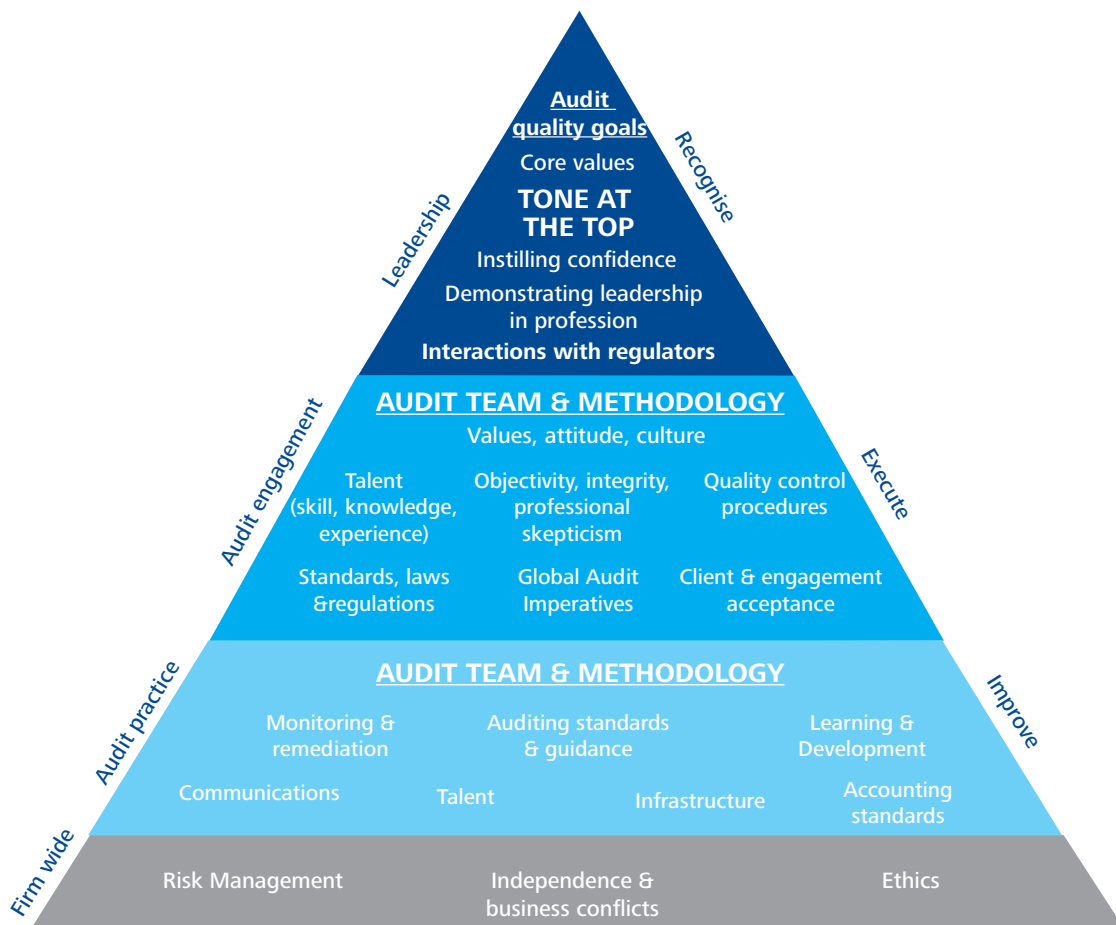 Audit
quality goals
Core values
TONE AT
THE TOP
Instilling confidence
Demonstrating leadership
in profession
Interactions with regulators
Leadership
Recognise
AUDIT TEAM & METHODOLOGY
Values, attitude, culture
Talent
(skill, knowledge,
experience)
Objectivity, integrity,
professional
skepticism
Quality control
procedures
Standards, laws
&regulations
Global Audit
Imperatives
Client & engagement
acceptance
Audit engagement
Execute
AUDIT TEAM & METHODOLOGY
Monitoring &
remediation
Auditing standards
& guidance
Learning &
Development
Communications
Talent
Infrastructure
Accounting
standards
Audit practice
Improve
Firm wide
Risk Management
Independence &
business conflicts
Ethics